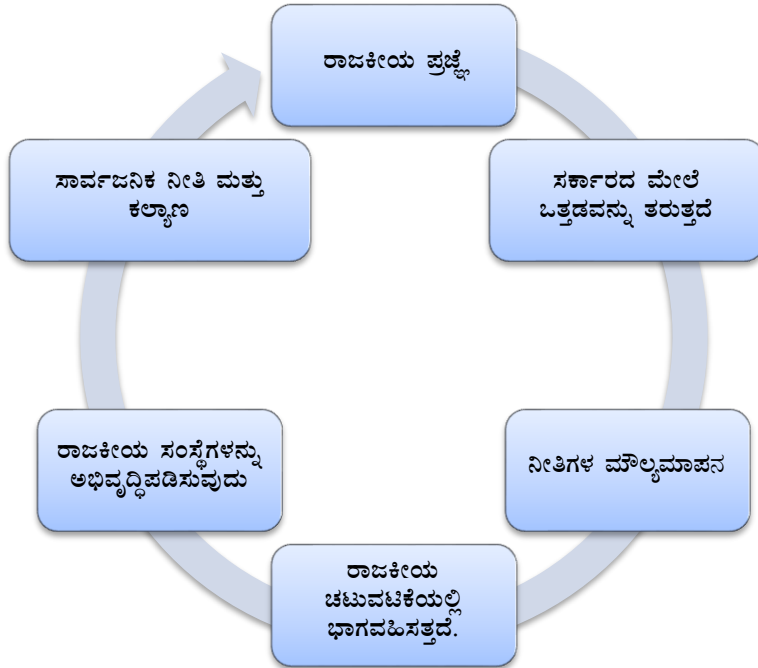 ರಾಜಕೀಯ ಪ್ರಜ್ಞೆ
ಸರ್ಕಾರದ ಮೇಲೆ
ಒತ್ತಡವನ್ನು ತರುತ್ತದೆ
ನೀತಿಗಳ ಮೌಲ್ಯಮಾಪನ
ರಾಜಕೀಯ
ಚಟುವಟಿಕೆಯಲ್ಲಿ
ಭಾಗವಹಿಸತ್ತದೆ.
ರಾಜಕೀಯ ಸಂಸ್ಥೆಗಳನ್ನು
ಅಭಿವೃದ್ಧಿಪಡಿಸುವುದು
ಸಾರ್ವಜನಿಕ ನೀತಿ ಮತ್ತು
ಕಲ್ಯಾಣ